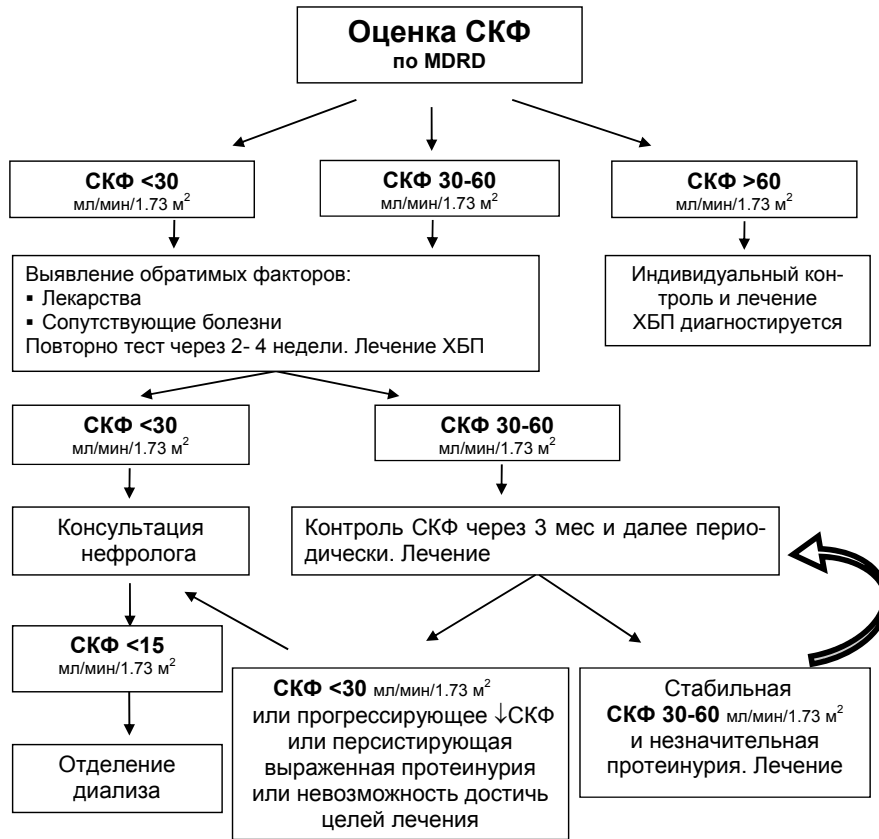 Оценка СКФ
по MDRD
СКФ <30
мл/мин/1.73 м²
СКФ 30-60
мл/мин/1.73 м²
СКФ >60
мл/мин/1.73 м²
Выявление обратимых факторов:
▪ Лекарства
▪ Сопутствующие болезни
Повторно тест через 2- 4 недели. Лечение ХБП
Индивидуальный кон-
троль и лечение
ХБП диагностируется
СКФ <30
мл/мин/1.73 м²
СКФ 30-60
мл/мин/1.73 м²
Консультация
нефролога
Контроль СКФ через 3 мес и далее перио-
дически. Лечение
СКФ <15
мл/мин/1.73 м²
СКФ <30 мл/мин/1.73 м²
или прогрессирующее ↓СКФ
или персистирующая
выраженная протеинурия
или невозможность достичь
целей лечения
Стабильная
СКФ 30-60 мл/мин/1.73 м²
и незначительная
протеинурия. Лечение
Отделение
диализа